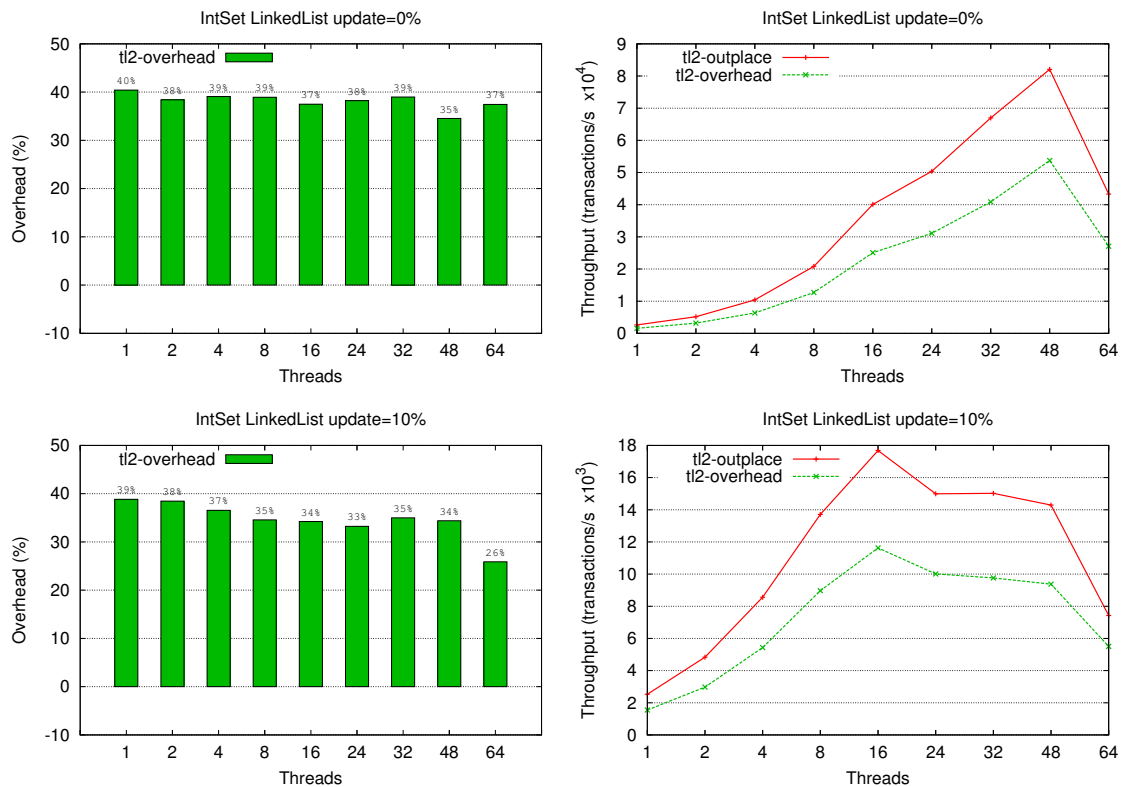 IntSet LinkedList update=0%
50
40
30
20
10
0
-10
Overhead (%)
tl2-overhead
40%
38%
39%
39%
37%
38%
39%
35%
37%
1 2 4 8 16 24 32 48 64
Threads
IntSet LinkedList update=0%
9
8
7
6
5
4
3
2
1
0
Throughput (transactions/s x10^4)
tl2-outplace
tl2-overhead
1 2 4 8 16 24 32 48 64
Threads
IntSet LinkedList update=10%
50
40
30
20
10
0
-10
Overhead (%)
tl2-overhead
39%
38%
37%
35%
34%
33%
35%
34%
26%
1 2 4 8 16 24 32 48 64
Threads
IntSet LinkedList update=10%
18
16
14
12
10
8
6
4
2
0
Throughput (transactions/s x10^3)
tl2-outplace
tl2-overhead
1 2 4 8 16 24 32 48 64
Threads